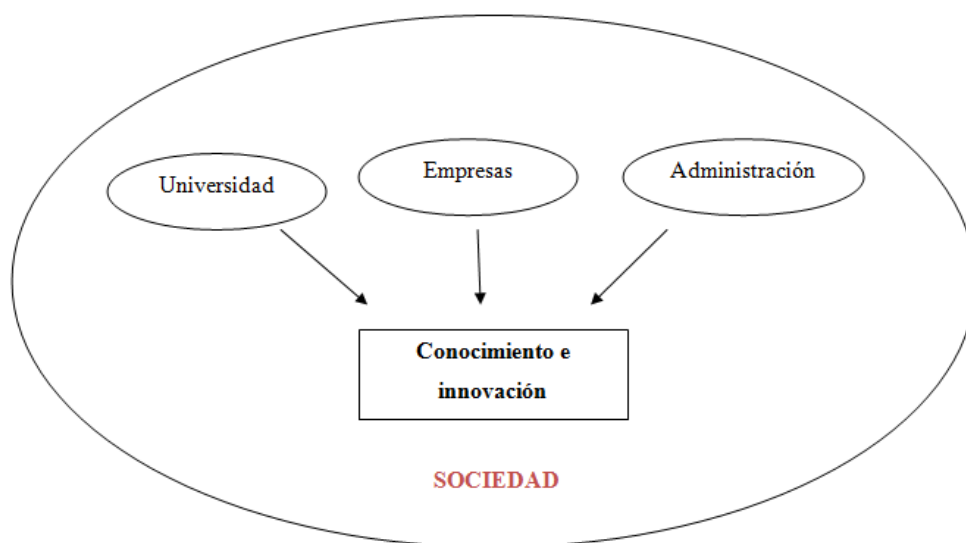 Universidad
Empresas
Administración
Conocimiento e
innovación
SOCIEDAD